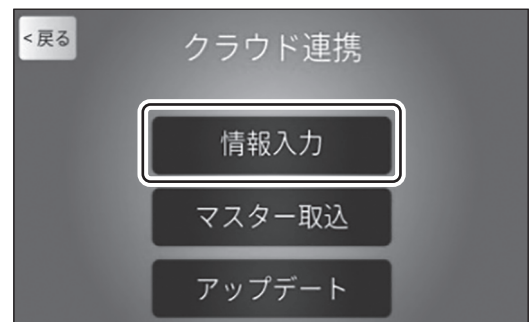 <戻る
クラウド連携
情報入力
マスター取込
アップデート